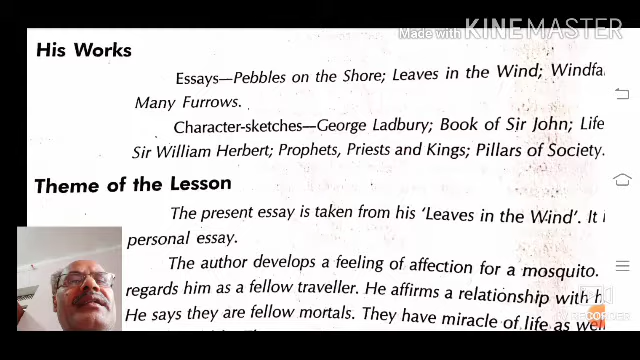 Made with KINEMASTER
His Works
Essays—Pebbles on the Shore; Leaves in the Wind;
Many Furrows.
Character-sketches—George Ladbury; Book of Sir John; Life
Sir William Herbert; Prophets, Priests and Kings; Pillars of Society.
Theme of the Lesson
The present essay is taken from his 'Leaves in the Wind'. It
personal essay.
The author develops a feeling of affection for a mosquito.
regards him as a fellow traveller. He affirms a relationship with
He says they are fellow mortals. They have miracle of life as